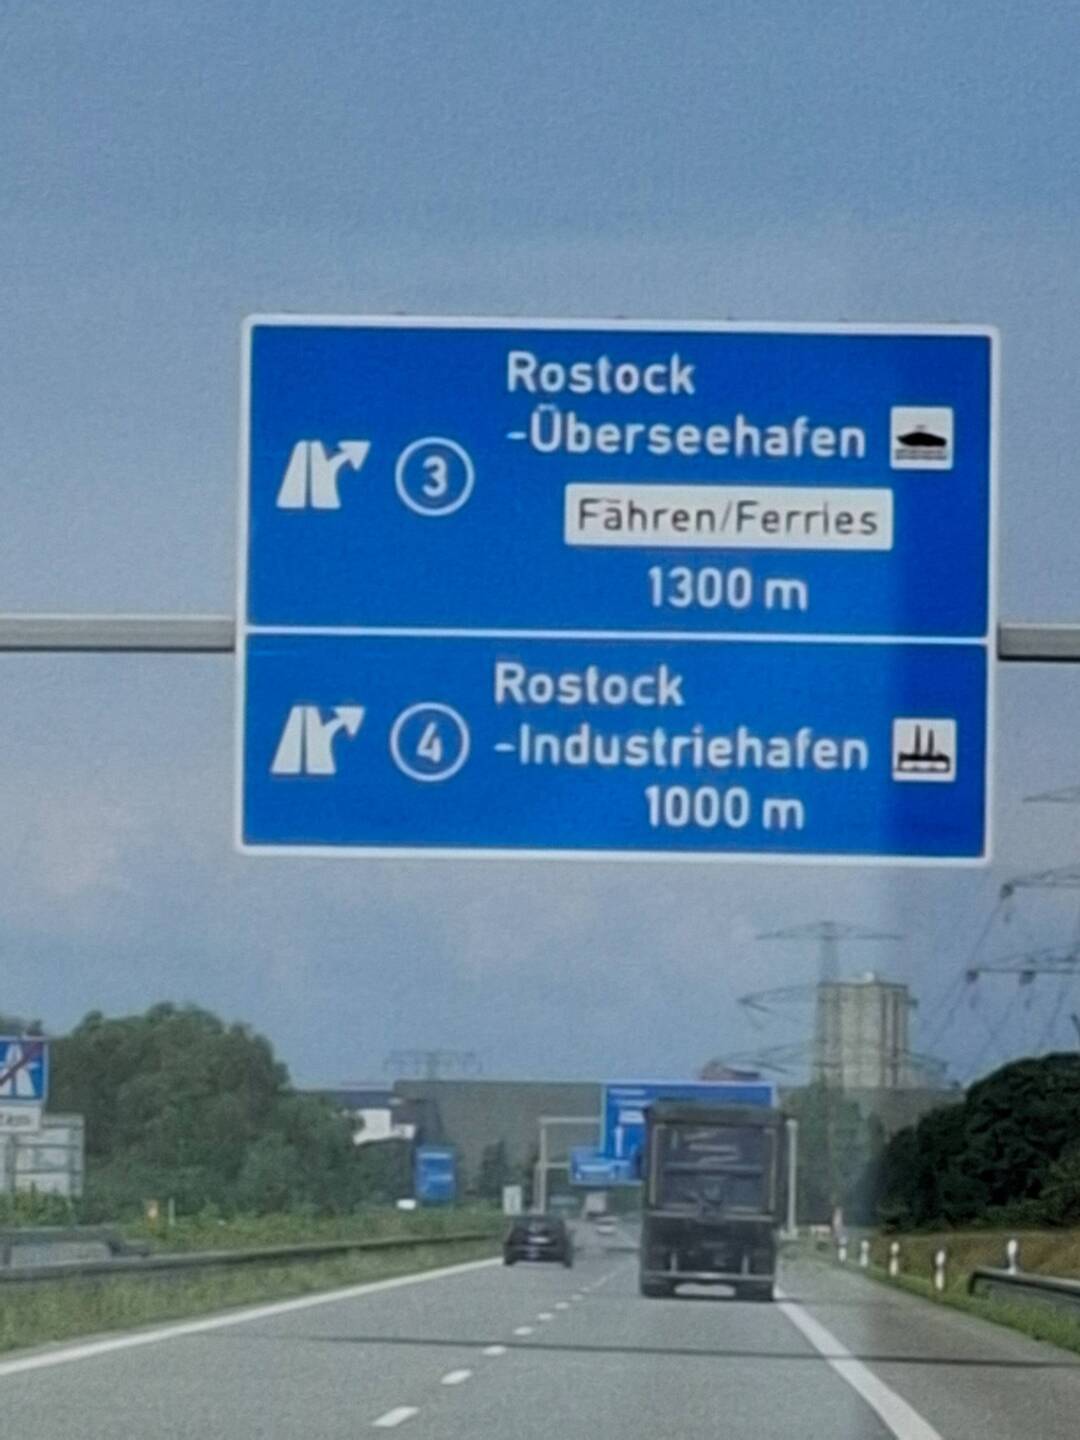 Rostock
-Überseehafen
3
Fähren/Ferries
1300 m
Rostock
-Industriehafen
4
1000 m